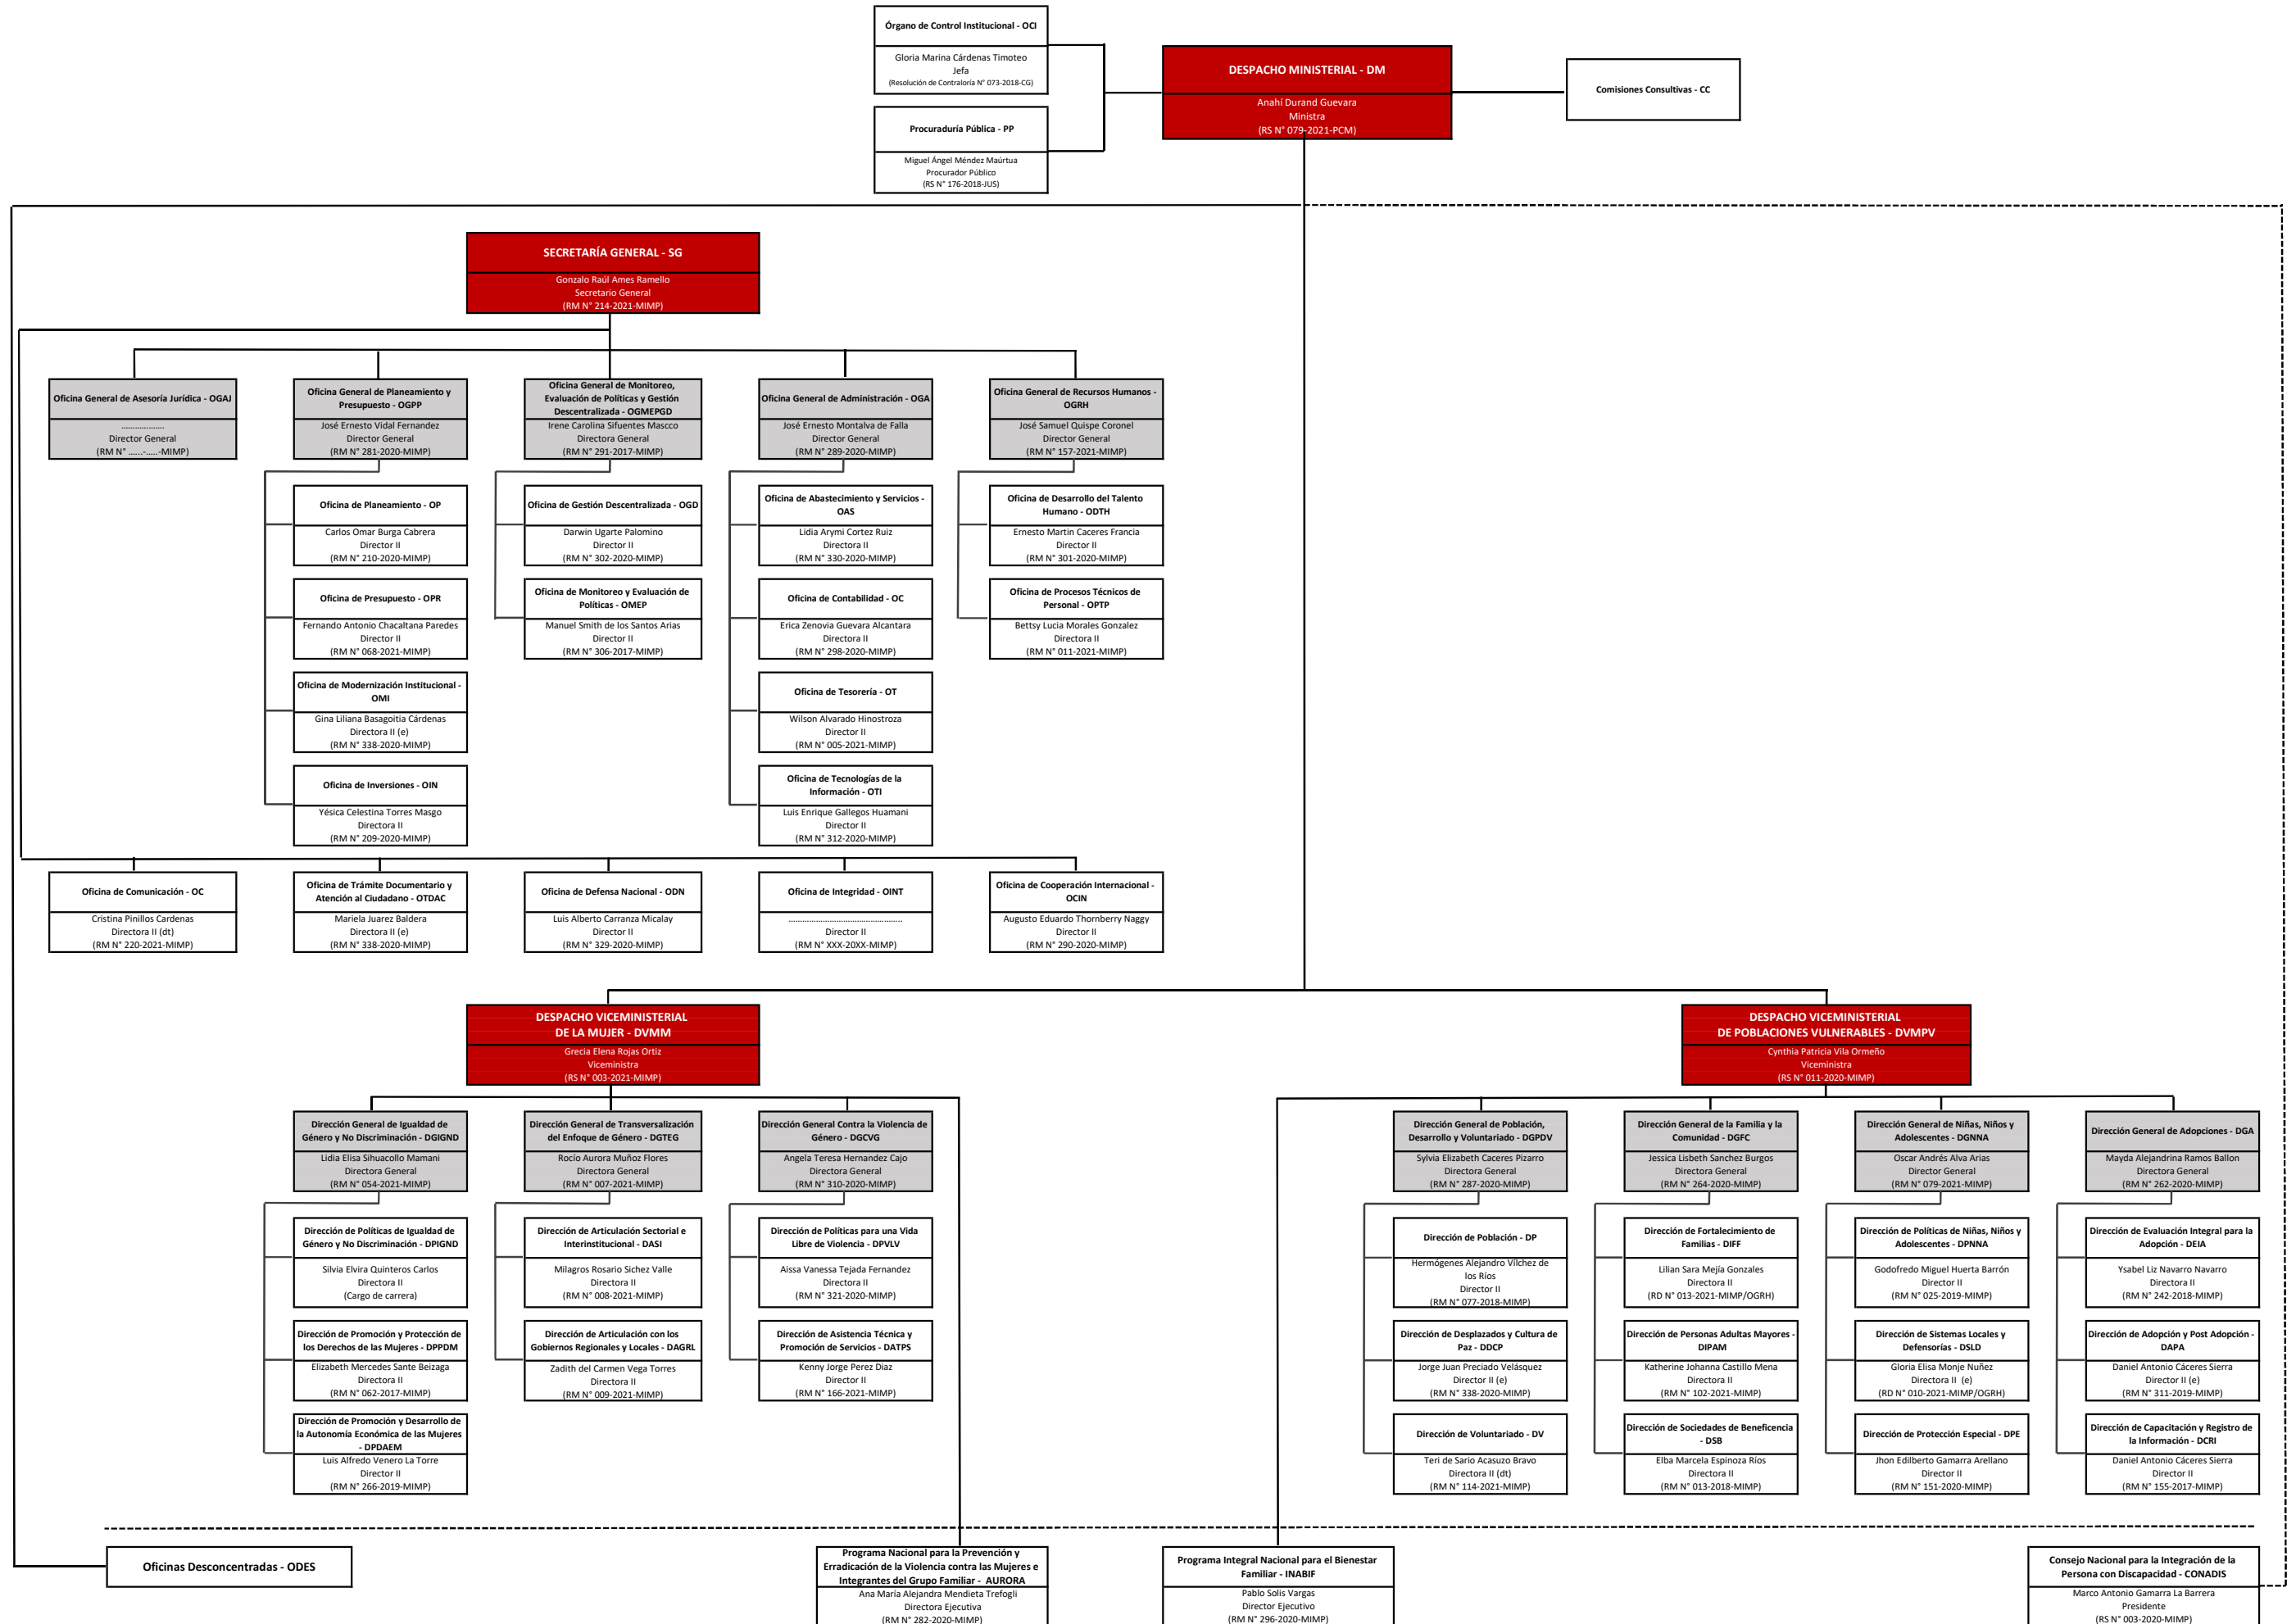 Órgano de Control Institucional - OCI
Gloria Marina Cárdenas Timoteo
Jefa
(Resolución de Contraloría N° 073-2018-CG)
DESPACHO MINISTERIAL - DM
Anahí Durand Guevara
Ministra
(RS N° 079-2021-PCM)
Comisiones Consultivas - CC
Procuraduría Pública - PP
Miguel Ángel Méndez Maúrtua
Procurador Público
(RS N° 176-2018-JUS)
SECRETARÍA GENERAL - SG
Gonzalo Raúl Ames Ramello
Secretario General
(RM N° 214-2021-MIMP)
Oficina General de Asesoría Jurídica - OGAJ
..................
Director General
(RM N° ......-.....-MIMP)
Oficina General de Planeamiento y
Presupuesto - OGPP
José Ernesto Vidal Fernandez
Director General
(RM N° 281-2020-MIMP)
Oficina General de Monitoreo,
Evaluación de Políticas y Gestión
Descentralizada - OGMEPGD
Irene Carolina Sifuentes Mascco
Directora General
(RM N° 291-2017-MIMP)
Oficina General de Administración - OGA
José Ernesto Montalva de Falla
Director General
(RM N° 289-2020-MIMP)
Oficina General de Recursos Humanos -
OGRH
José Samuel Quispe Coronel
Director General
(RM N° 157-2021-MIMP)
Oficina de Planeamiento - OP
Carlos Omar Burga Cabrera
Director II
(RM N° 210-2020-MIMP)
Oficina de Gestión Descentralizada - OGD
Darwin Ugarte Palomino
Director II
(RM N° 302-2020-MIMP)
Oficina de Abastecimiento y Servicios -
OAS
Lidia Arymi Cortez Ruiz
Directora II
(RM N° 330-2020-MIMP)
Oficina de Desarrollo del Talento
Humano - ODTH
Ernesto Martin Caceres Francia
Director II
(RM N° 301-2020-MIMP)
Oficina de Presupuesto - OPR
Fernando Antonio Chacaltana Paredes
Director II
(RM N° 068-2021-MIMP)
Oficina de Monitoreo y Evaluación de
Políticas - OMEP
Manuel Smith de los Santos Arias
Director II
(RM N° 306-2017-MIMP)
Oficina de Contabilidad - OC
Erica Zenovia Guevara Alcantara
Directora II
(RM N° 298-2020-MIMP)
Oficina de Procesos Técnicos de
Personal - OPTP
Bettsy Lucia Morales Gonzalez
Directora II
(RM N° 011-2021-MIMP)
Oficina de Modernización Institucional -
OMI
Gina Liliana Basagoitia Cárdenas
Directora II (e)
(RM N° 338-2020-MIMP)
Oficina de Tesorería - OT
Wilson Alvarado Hinostroza
Director II
(RM N° 005-2021-MIMP)
Oficina de Inversiones - OIN
Yésica Celestina Torres Masgo
Directora II
(RM N° 209-2020-MIMP)
Oficina de Tecnologías de la
Información - OTI
Luis Enrique Gallegos Huamani
Director II
(RM N° 312-2020-MIMP)
Oficina de Comunicación - OC
Cristina Pinillos Cardenas
Directora II (dt)
(RM N° 220-2021-MIMP)
Oficina de Trámite Documentario y
Atención al Ciudadano - OTDAC
Mariela Juarez Baldera
Directora II (e)
(RM N° 338-2020-MIMP)
Oficina de Defensa Nacional - ODN
Luis Alberto Carranza Micalay
Director II
(RM N° 329-2020-MIMP)
Oficina de Integridad - OINT
..................................................
Director II
(RM N° XXX-20XX-MIMP)
Oficina de Cooperación Internacional -
OCIN
Augusto Eduardo Thornberry Naggy
Director II
(RM N° 290-2020-MIMP)
DESPACHO VICEMINISTERIAL
DE LA MUJER - DVMM
Grecia Elena Rojas Ortiz
Viceministra
(RS N° 003-2021-MIMP)
DESPACHO VICEMINISTERIAL
DE POBLACIONES VULNERABLES - DVMPV
Cynthia Patricia Vila Ormeño
Viceministra
(RS N° 011-2020-MIMP)
Dirección General de Igualdad de
Género y No Discriminación - DGIGND
Lidia Elisa Sihuacollo Mamani
Directora General
(RM N° 054-2021-MIMP)
Dirección General de Transversalización
del Enfoque de Género - DGTEG
Rocío Aurora Muñoz Flores
Directora General
(RM N° 007-2021-MIMP)
Dirección General Contra la Violencia de
Género - DGCVG
Angela Teresa Hernandez Cajo
Directora General
(RM N° 310-2020-MIMP)
Dirección General de Población,
Desarrollo y Voluntariado - DGPDV
Sylvia Elizabeth Caceres Pizarro
Directora General
(RM N° 287-2020-MIMP)
Dirección General de la Familia y la
Comunidad - DGFC
Jessica Lisbeth Sanchez Burgos
Directora General
(RM N° 264-2020-MIMP)
Dirección General de Niñas, Niños y
Adolescentes - DGNNA
Oscar Andrés Alva Arias
Director General
(RM N° 079-2021-MIMP)
Dirección General de Adopciones - DGA
Mayda Alejandrina Ramos Ballon
Directora General
(RM N° 262-2020-MIMP)
Dirección de Políticas de Igualdad de
Género y No Discriminación - DPIGND
Silvia Elvira Quinteros Carlos
Directora II
(Cargo de carrera)
Dirección de Articulación Sectorial e
Interinstitucional - DASI
Milagros Rosario Sichez Valle
Directora II
(RM N° 008-2021-MIMP)
Dirección de Políticas para una Vida
Libre de Violencia - DPVLV
Aissa Vanessa Tejada Fernandez
Directora II
(RM N° 321-2020-MIMP)
Dirección de Población - DP
Hermógenes Alejandro Vílchez de
los Ríos
Director II
(RM N° 077-2018-MIMP)
Dirección de Fortalecimiento de
Familias - DIFF
Lilian Sara Mejía Gonzales
Directora II
(RD N° 013-2021-MIMP/OGRH)
Dirección de Políticas de Niñas, Niños y
Adolescentes - DPNNA
Godofredo Miguel Huerta Barrón
Director II
(RM N° 025-2019-MIMP)
Dirección de Evaluación Integral para la
Adopción - DEIA
Ysabel Liz Navarro Navarro
Directora II
(RM N° 242-2018-MIMP)
Dirección de Promoción y Protección de
los Derechos de las Mujeres - DPPDM
Elizabeth Mercedes Sante Beizaga
Directora II
(RM N° 062-2017-MIMP)
Dirección de Articulación con los
Gobiernos Regionales y Locales - DAGRL
Zadith del Carmen Vega Torres
Directora II
(RM N° 009-2021-MIMP)
Dirección de Asistencia Técnica y
Promoción de Servicios - DATPS
Kenny Jorge Perez Diaz
Director II
(RM N° 166-2021-MIMP)
Dirección de Desplazados y Cultura de
Paz - DDCP
Jorge Juan Preciado Velásquez
Director II (e)
(RM N° 338-2020-MIMP)
Dirección de Personas Adultas Mayores -
DIPAM
Katherine Johanna Castillo Mena
Directora II
(RM N° 102-2021-MIMP)
Dirección de Sistemas Locales y
Defensorías - DSLD
Gloria Elisa Monje Nuñez
Directora II (e)
(RD N° 010-2021-MIMP/OGRH)
Dirección de Adopción y Post Adopción -
DAPA
Daniel Antonio Cáceres Sierra
Director II (e)
(RM N° 311-2019-MIMP)
Dirección de Promoción y Desarrollo de
la Autonomía Económica de las Mujeres
- DPDAEM
Luis Alfredo Venero La Torre
Director II
(RM N° 266-2019-MIMP)
Dirección de Voluntariado - DV
Teri de Sario Acasuzo Bravo
Directora II (dt)
(RM N° 114-2021-MIMP)
Dirección de Sociedades de Beneficencia
- DSB
Elba Marcela Espinoza Ríos
Directora II
(RM N° 013-2018-MIMP)
Dirección de Protección Especial - DPE
Jhon Edilberto Gamarra Arellano
Director II
(RM N° 151-2020-MIMP)
Dirección de Capacitación y Registro de
la Información - DCRI
Daniel Antonio Cáceres Sierra
Director II
(RM N° 155-2017-MIMP)
Oficinas Desconcentradas - ODES
Programa Nacional para la Prevención y
Erradicación de la Violencia contra las Mujeres e
Integrantes del Grupo Familiar - AURORA
Ana María Alejandra Mendieta Trefogli
Directora Ejecutiva
(RM N° 282-2020-MIMP)
Programa Integral Nacional para el Bienestar
Familiar - INABIF
Pablo Solis Vargas
Director Ejecutivo
(RM N° 296-2020-MIMP)
Consejo Nacional para la Integración de la
Persona con Discapacidad - CONADIS
Marco Antonio Gamarra La Barrera
Presidente
(RS N° 003-2020-MIMP)